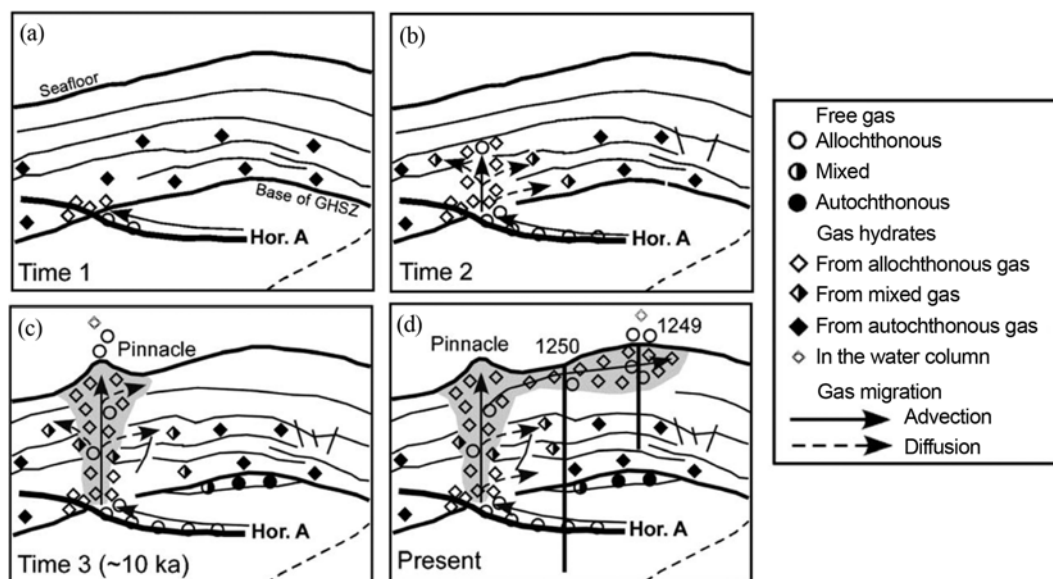 (a)
Seafloor
Base of GHSZ
Hor. A
Time 1
(b)
Hor. A
Time 2
(c)
Pinnacle
Hor. A
Time 3 (~10 ka)
(d)
Pinnacle
1250
1249
Hor. A
Present
Free gas
Allochthonous
Mixed
Autochthonous
Gas hydrates
From allochthonous gas
From mixed gas
From autochthonous gas
In the water column
Gas migration
Advection
Diffusion